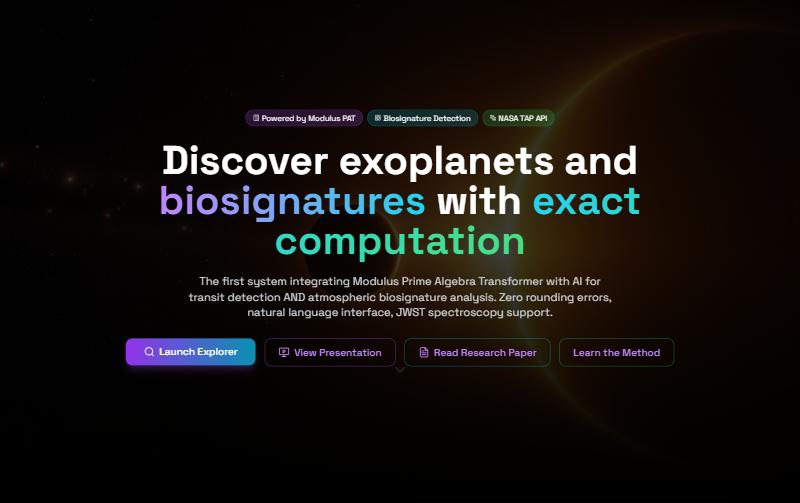 Powered by Modulus PAT
Biosignature Detection
NASA TAP API
Discover exoplanets and
biosignatures with exact
computation
The first system integrating Modulus Prime Algebra Transformer with AI for
transit detection AND atmospheric biosignature analysis. Zero rounding errors,
natural language interface, JWST spectroscopy support.
Launch Explorer
View Presentation
Read Research Paper
Learn the Method